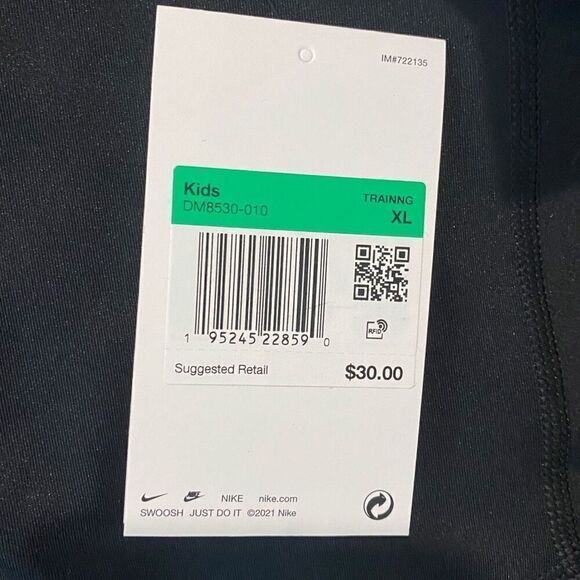 IM#722135
Kids TRAINNG
DM8530-010 XL
1 95245 22859 0
RFID
Suggested Retail $30.00
NIKE nike.com
SWOOSH JUST DO IT ©2021 Nike